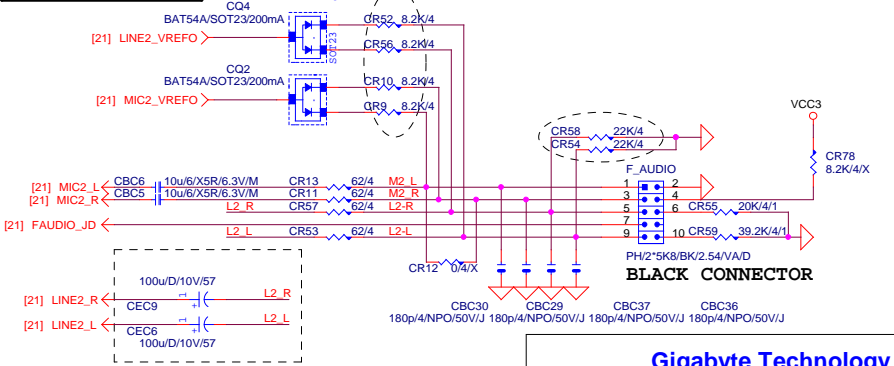 CQ4
BAT54A/SOT23/200mA
[21] LINE2_VREFO
SOT23
CR52 8.2K/4
CR56 8.2K/4
CQ2
BAT54A/SOT23/200mA
[21] MIC2_VREFO
CR10 8.2K/4
CR9 8.2K/4
VCC3
CR58 22K/4
CR54 22K/4
CR78
8.2K/4/X
F_AUDIO
[21] MIC2_L CBC6 10u/6/X5R/6.3V/M CR13 62/4 M2_L 1 2
[21] MIC2_R CBC5 10u/6/X5R/6.3V/M CR11 62/4 M2_R 3 4
L2_R CR57 62/4 L2-R 5 6 CR55 20K/4/1
[21] FAUDIO_JD 7
L2_L CR53 62/4 L2-L 9 10 CR59 39.2K/4/1
PH/2*5K8/BK/2.54/VA/D
BLACK CONNECTOR
CR12 0/4/X
100u/D/10V/57
[21] LINE2_R 1 + L2_R
CEC9
[21] LINE2_L 1 + L2_L
CEC6
100u/D/10V/57
CBC30 CBC29 CBC37 CBC36
180p/4/NPO/50V/J 180p/4/NPO/50V/J 180p/4/NPO/50V/J 180p/4/NPO/50V/J
Gigabyte Technology